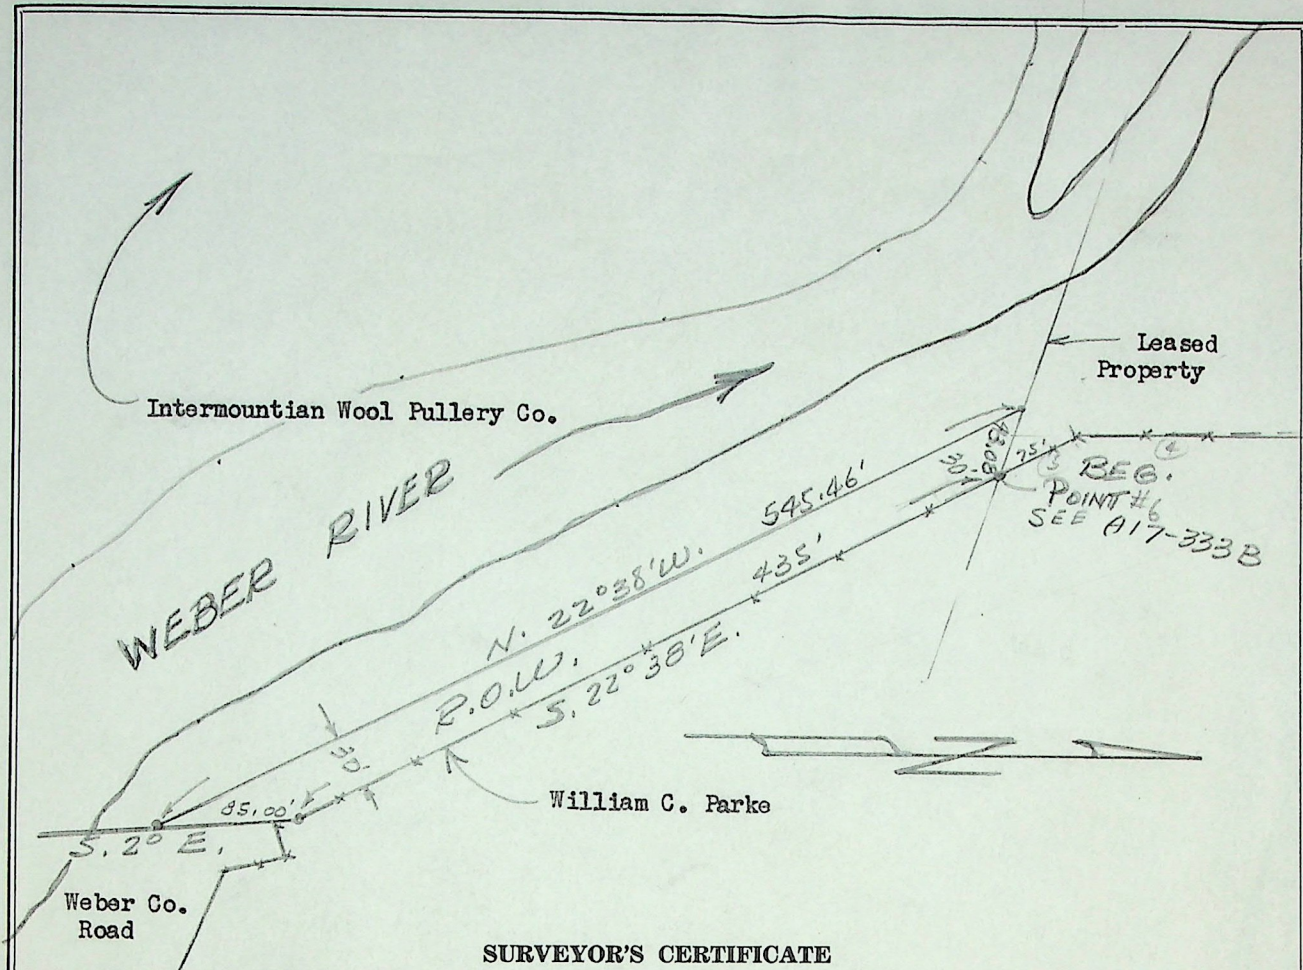 Leased
Property
Intermountian Wool Pullery Co.
WEBER RIVER
545.46'
30'
25'
3
4
BEG.
POINT #6
SEE A17-333B
N. 22°38'W.
435'
R.O.W.
S. 22°38'E.
30'
William C. Parke
85.00'
S. 2° E.
Weber Co.
Road
SURVEYOR'S CERTIFICATE